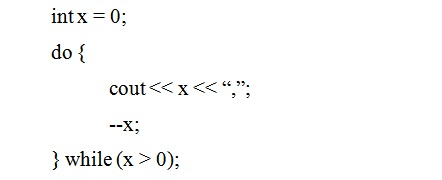 int x = 0;
do {
cout << x << “,”;
--x;
} while (x > 0);